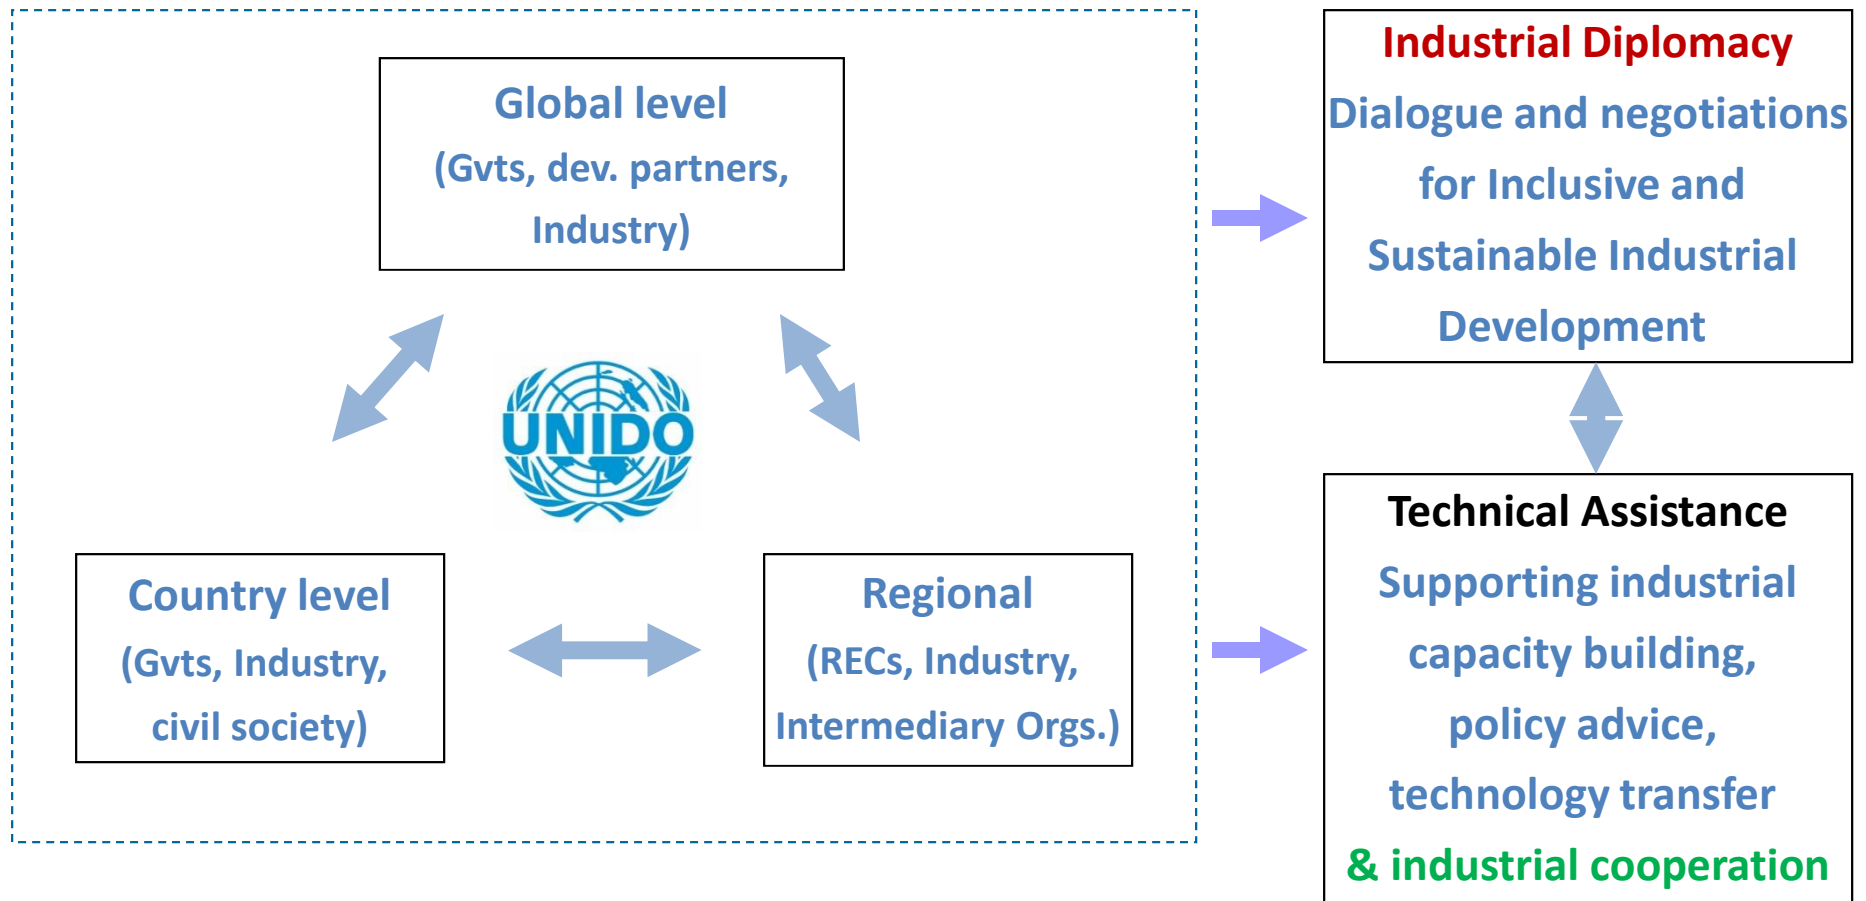 Global level
(Gvts, dev. partners,
Industry)
UNIDO
Country level
(Gvts, Industry,
civil society)
Regional
(RECs, Industry,
Intermediary Orgs.)
Industrial Diplomacy
Dialogue and negotiations
for Inclusive and
Sustainable Industrial
Development
Technical Assistance
Supporting industrial
capacity building,
policy advice,
technology transfer
& industrial cooperation